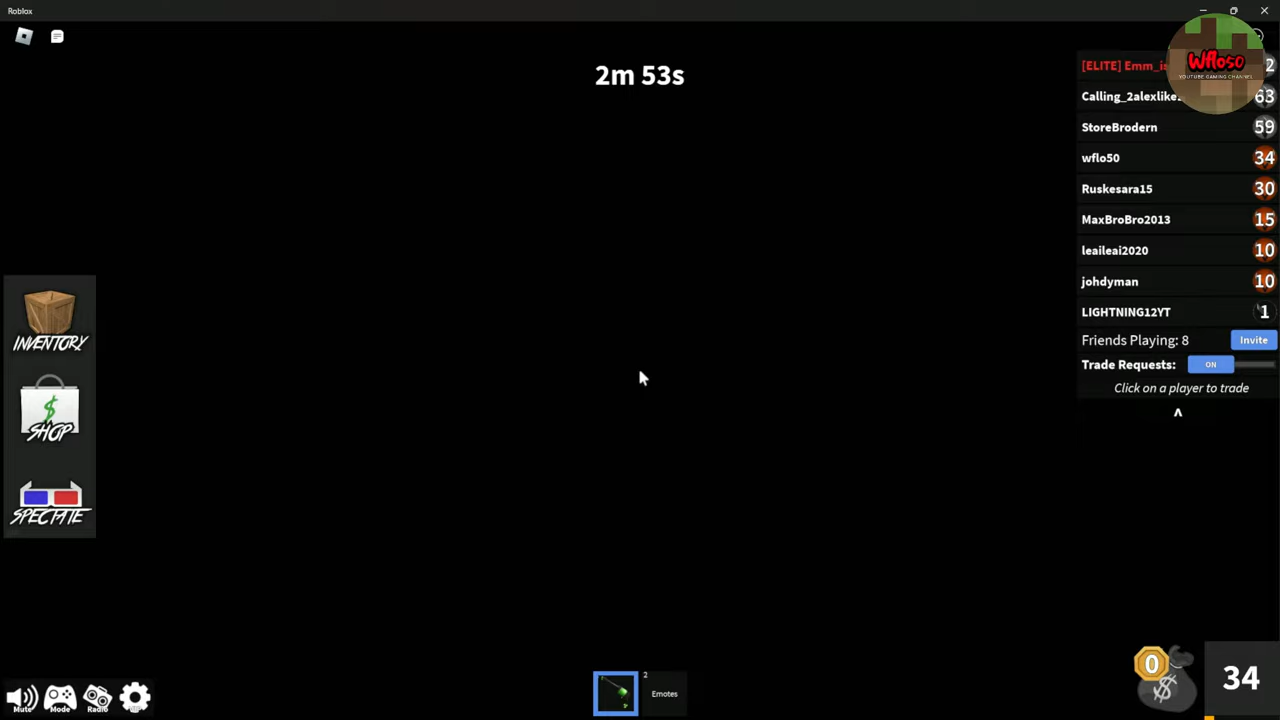 Roblox
2m 53s
[ELITE] Emm_is 2
Calling_2alexlike 63
StoreBrodern 59
wflo50 34
Ruskesara15 30
MaxBroBro2013 15
leaileai2020 10
johdyman 10
LIGHTNING12YT 1
Friends Playing: 8 Invite
Trade Requests: ON
Click on a player to trade
^
Wflo50
YOUTUBE GAMING CHANNEL
INVENTORY
$
SHOP
SPECTATE
Mute Mode Radio
2
Emotes
0
$
34